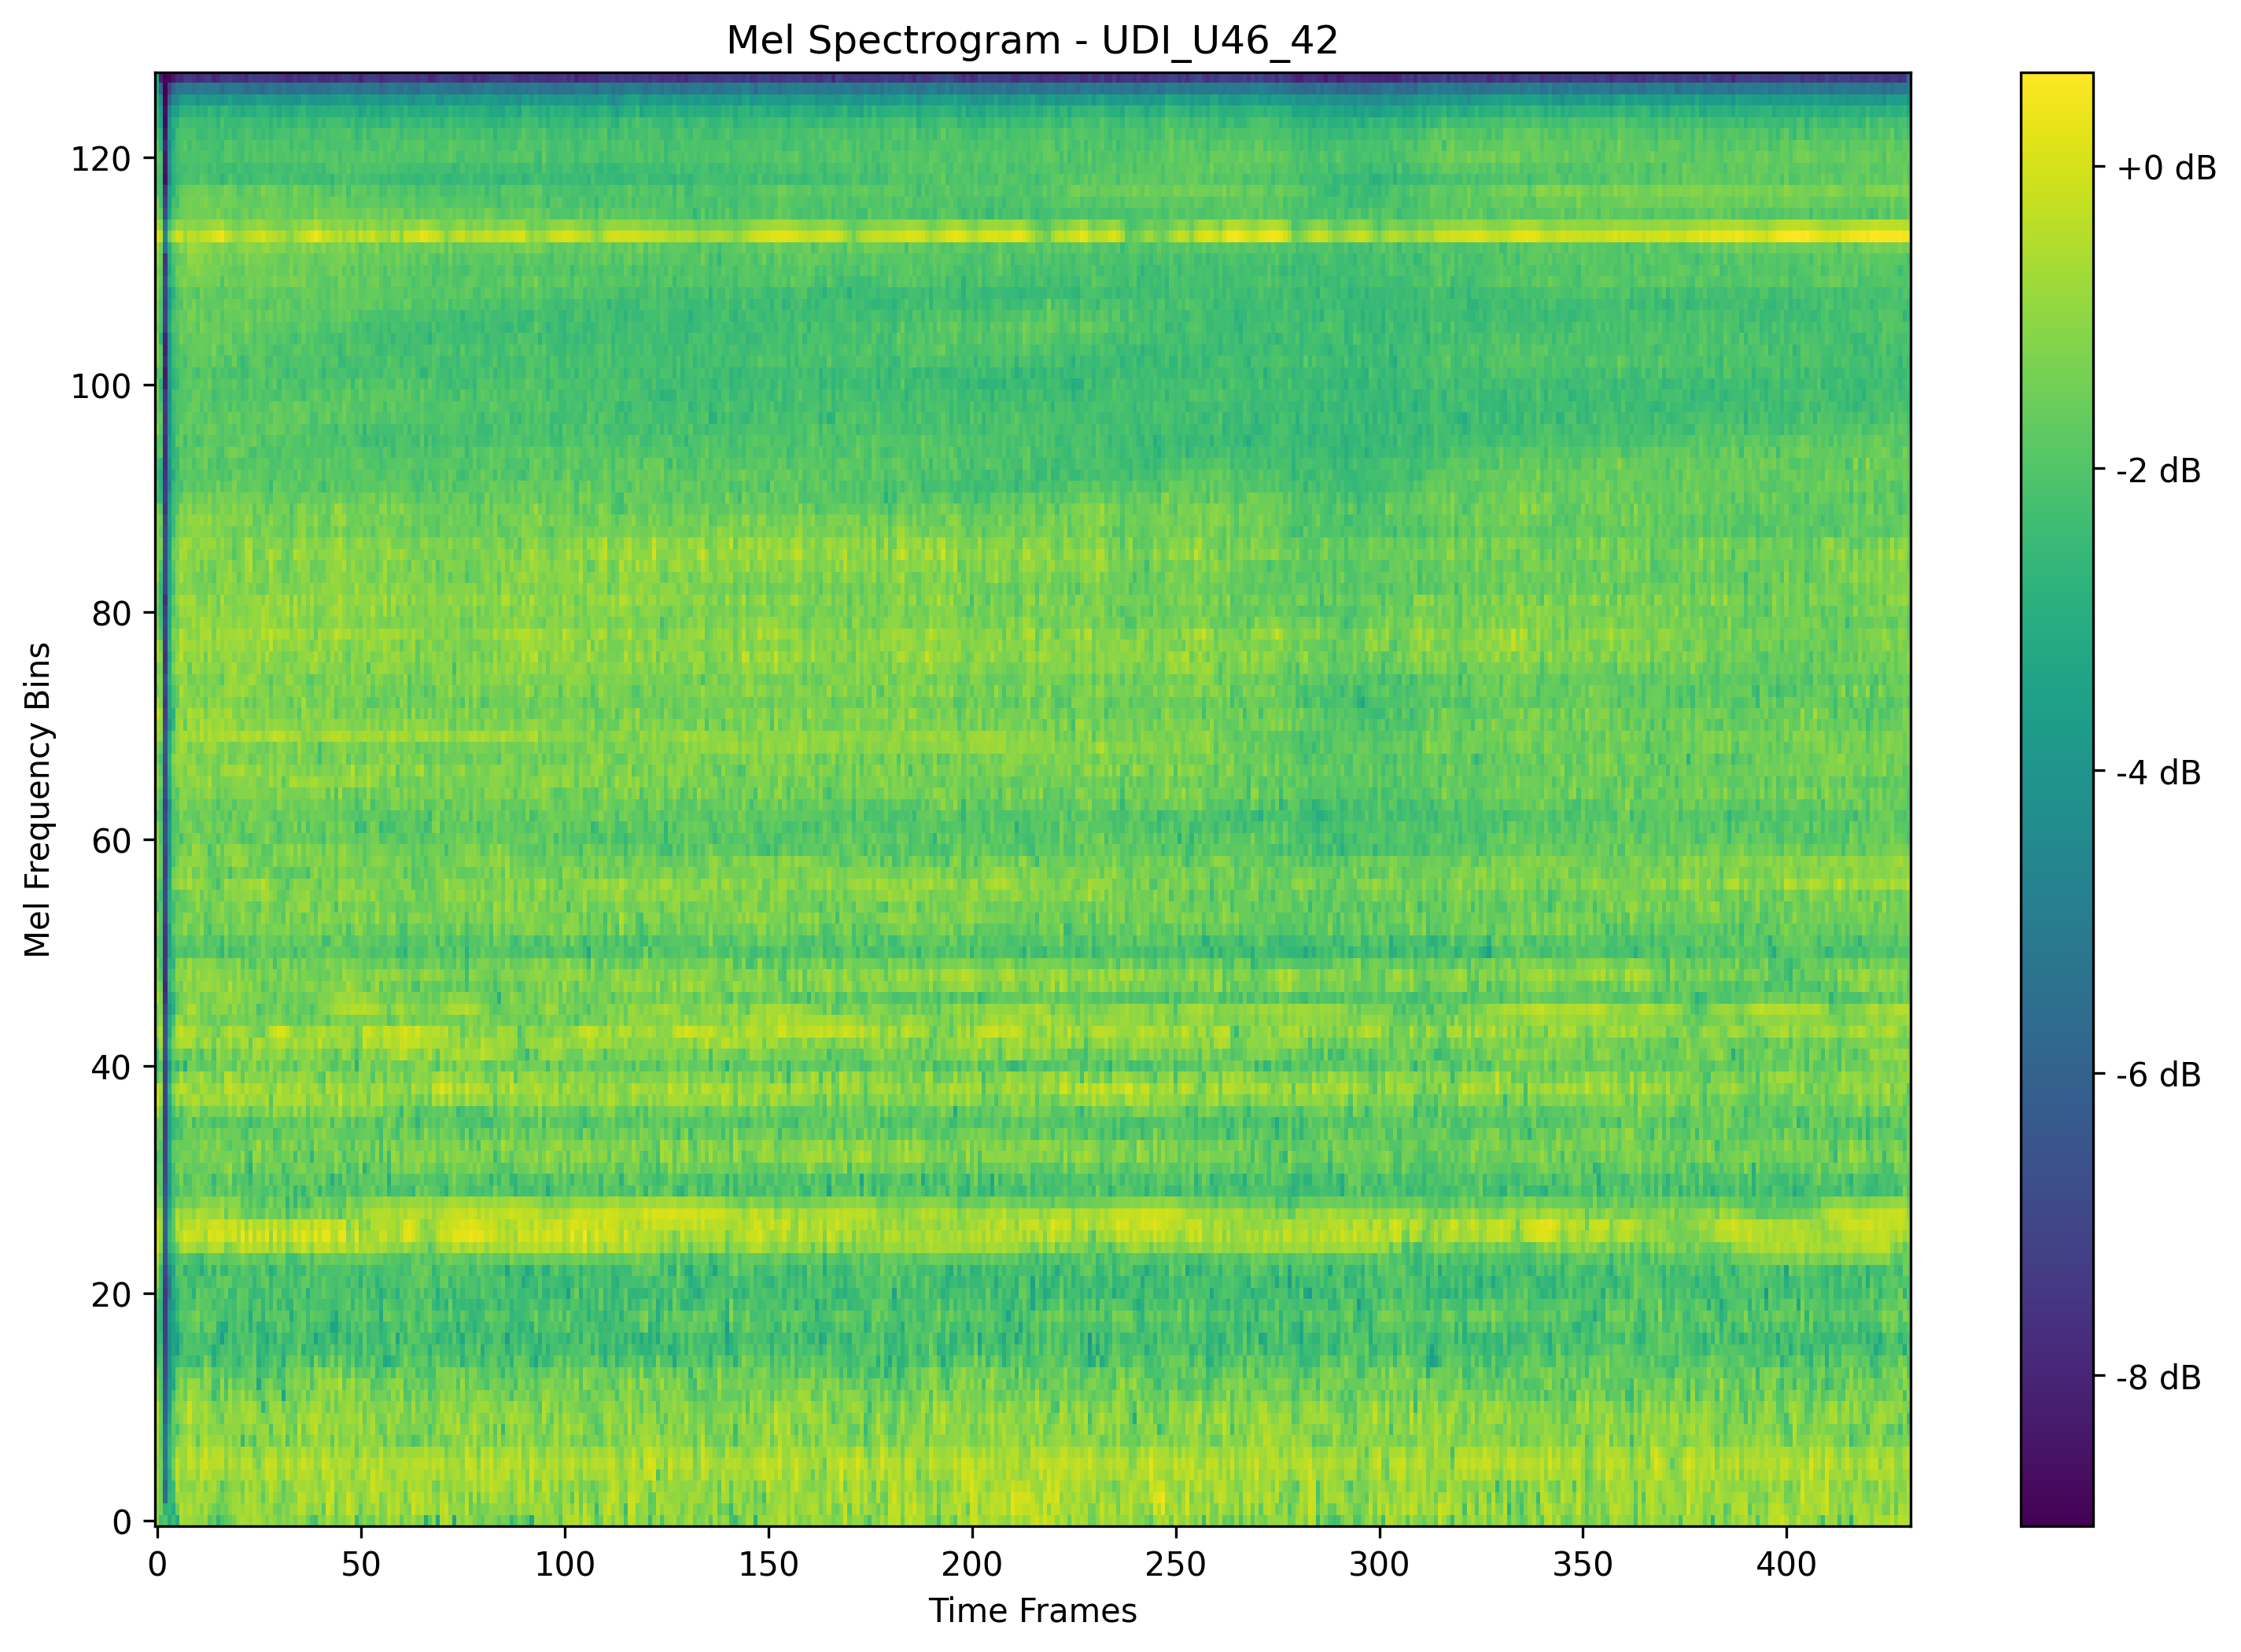 Mel Spectrogram - UDI_U46_42
Mel Frequency Bins
120
100
80
60
40
20
0
0 50 100 150 200 250 300 350 400
Time Frames
+0 dB
-2 dB
-4 dB
-6 dB
-8 dB